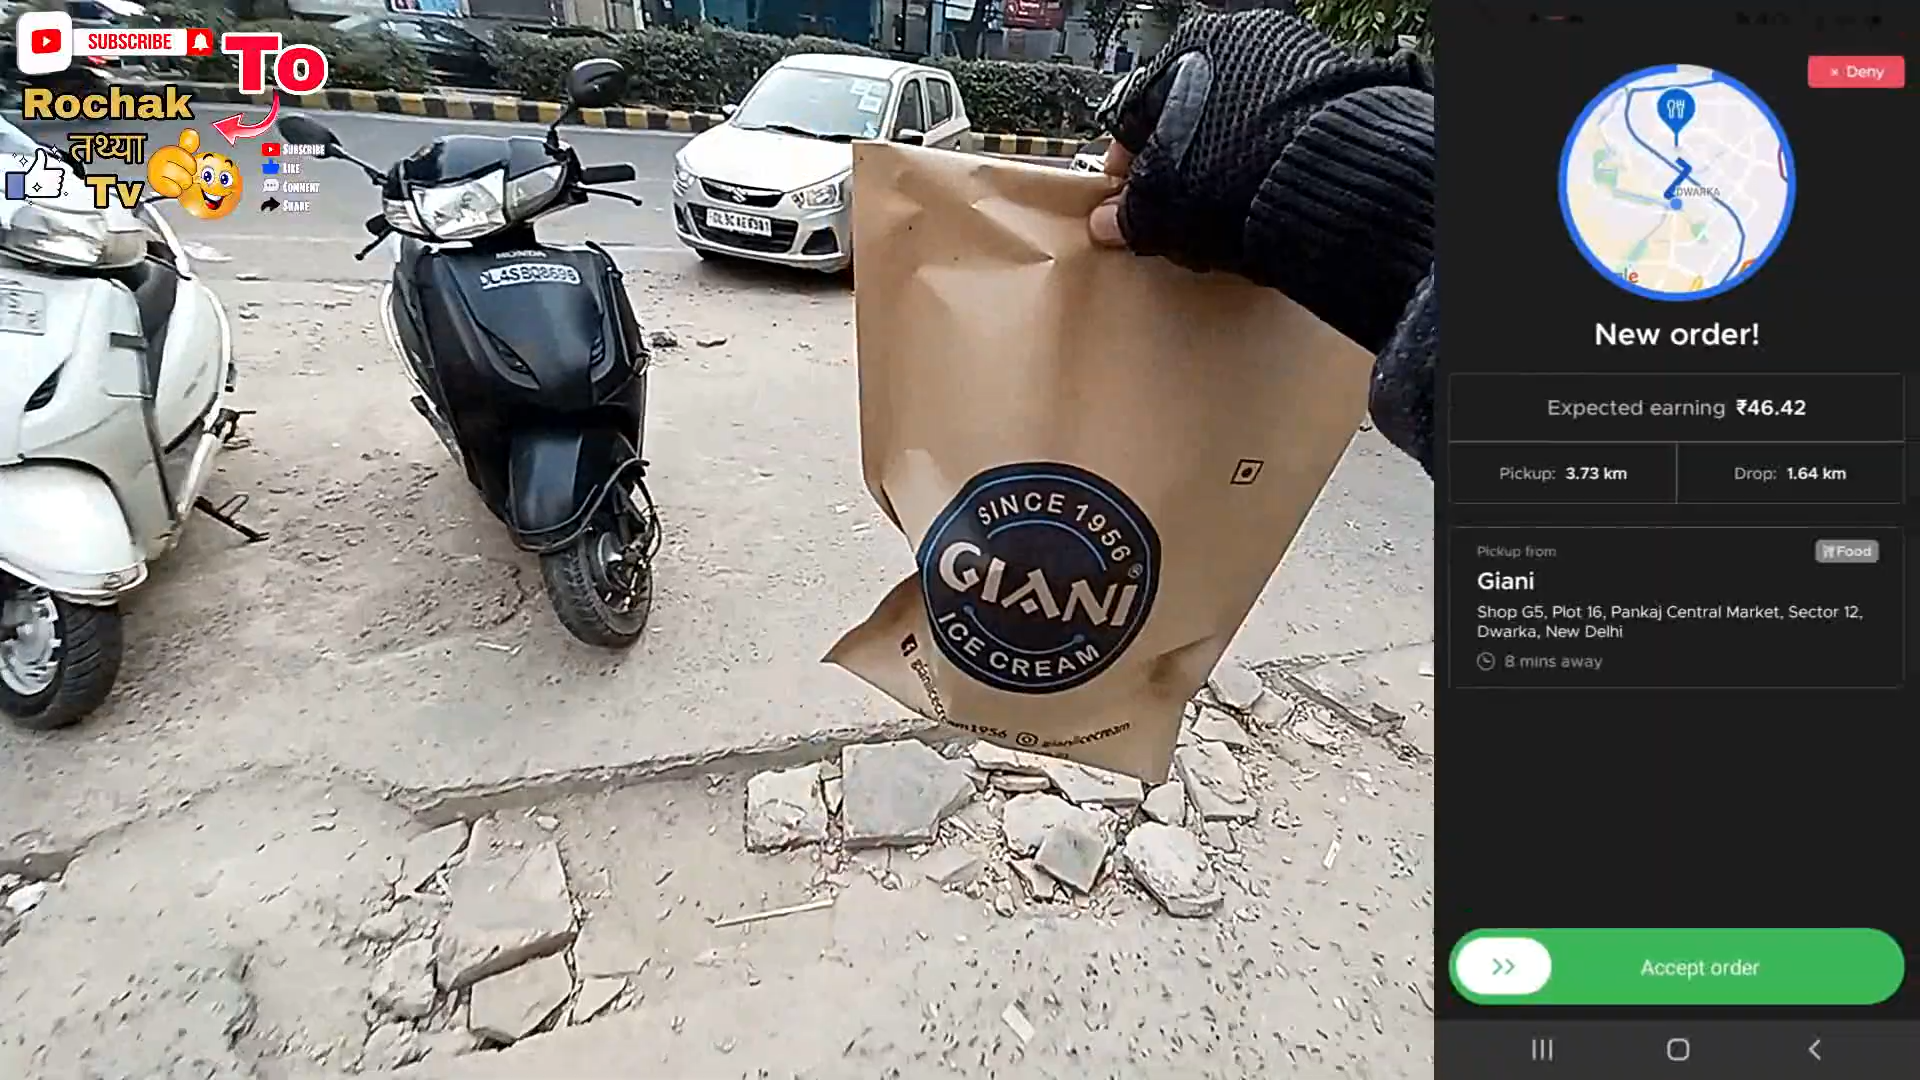 SUBSCRIBE
To
Rochak
तथ्या
Tv
SUBSCRIBE
LIKE
COMMENT
SHARE
HONDA
DL4SBQ8698
SINCE 1956
GIANI
ICE CREAM
gianiicecream
× Deny
DWARKA
New order!
Expected earning ₹46.42
Pickup: 3.73 km
Drop: 1.64 km
Pickup from
Food
Giani
Shop G5, Plot 16, Pankaj Central Market, Sector 12,
Dwarka, New Delhi
8 mins away
Accept order